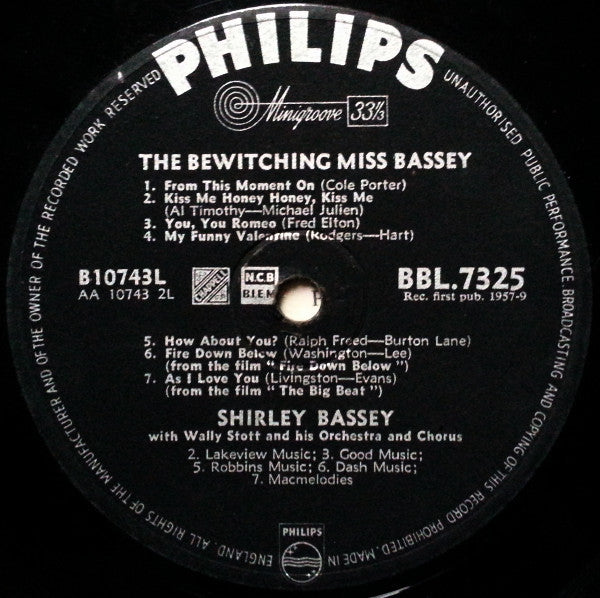 PHILIPS
Minigroove 33⅓
THE BEWITCHING MISS BASSEY
1. From This Moment On (Cole Porter)
2. Kiss Me Honey Honey, Kiss Me
(Al Timothy—Michael Julien)
3. You, You Romeo (Fred Elton)
4. My Funny Valentine (Rodgers—Hart)
B10743L
AA 10743 2L
CHAPPELL
N.C.B
BIEM
BBL.7325
Rec. first pub. 1957-9
5. How About You? (Ralph Freed—Burton Lane)
6. Fire Down Below (Washington—Lee)
(from the film “ Fire Down Below ”)
7. As I Love You (Livingston—Evans)
(from the film “ The Big Beat ”)
SHIRLEY BASSEY
with Wally Stott and his Orchestra and Chorus
2. Lakeview Music; 3. Good Music;
5. Robbins Music; 6. Dash Music;
7. Macmelodies
PHILIPS
ALL RIGHTS OF THE MANUFACTURER AND OF THE OWNER OF THE RECORDED WORK RESERVED
UNAUTHORISED PUBLIC PERFORMANCE, BROADCASTING AND COPYING OF THIS RECORD PROHIBITED. MADE IN ENGLAND.